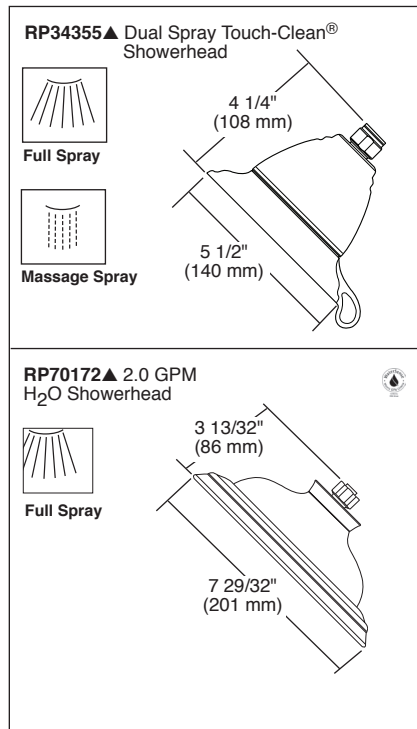 RP34355▲ Dual Spray Touch-Clean®
Showerhead
4 1/4"
(108 mm)
Full Spray
5 1/2"
(140 mm)
Massage Spray
RP70172▲ 2.0 GPM
H2O Showerhead
3 13/32"
(86 mm)
Full Spray
7 29/32"
(201 mm)